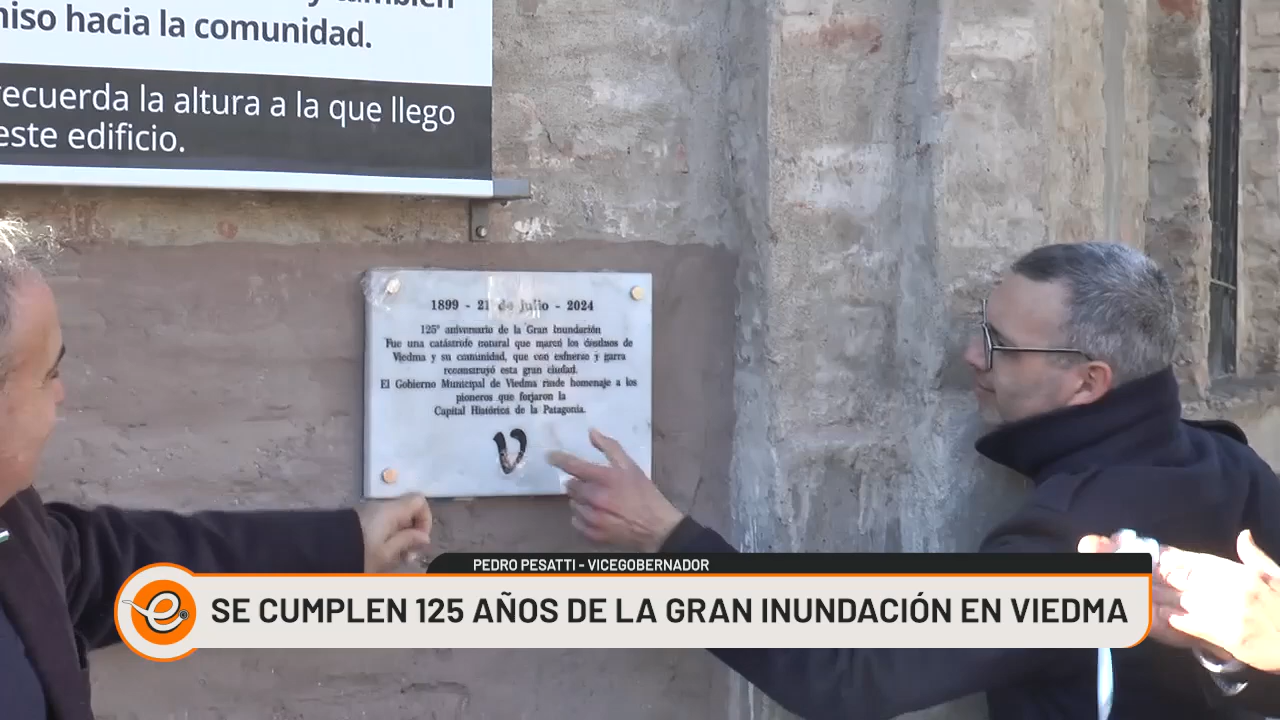 y también
miso hacia la comunidad.
recuerda la altura a la que llego
este edificio.
1899 - 21 de julio - 2024
125° aniversario de la Gran Inundación
Fue una catástrofe natural que marcó los destinos de
Viedma y su comunidad, que con esfuerzo y garra
reconstruyó esta gran ciudad.
El Gobierno Municipal de Viedma rinde homenaje a los
pioneros que forjaron la
Capital Histórica de la Patagonia.
V
PEDRO PESATTI - VICEGOBERNADOR
e
SE CUMPLEN 125 AÑOS DE LA GRAN INUNDACIÓN EN VIEDMA